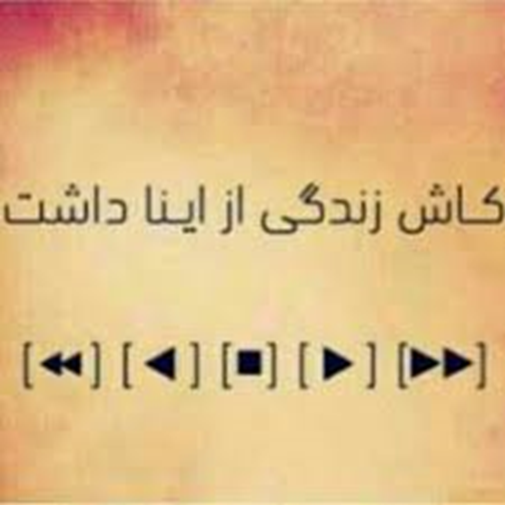 کاش زندگی از اینا داشت
[◀◀] [◀] [■] [▶] [▶▶]